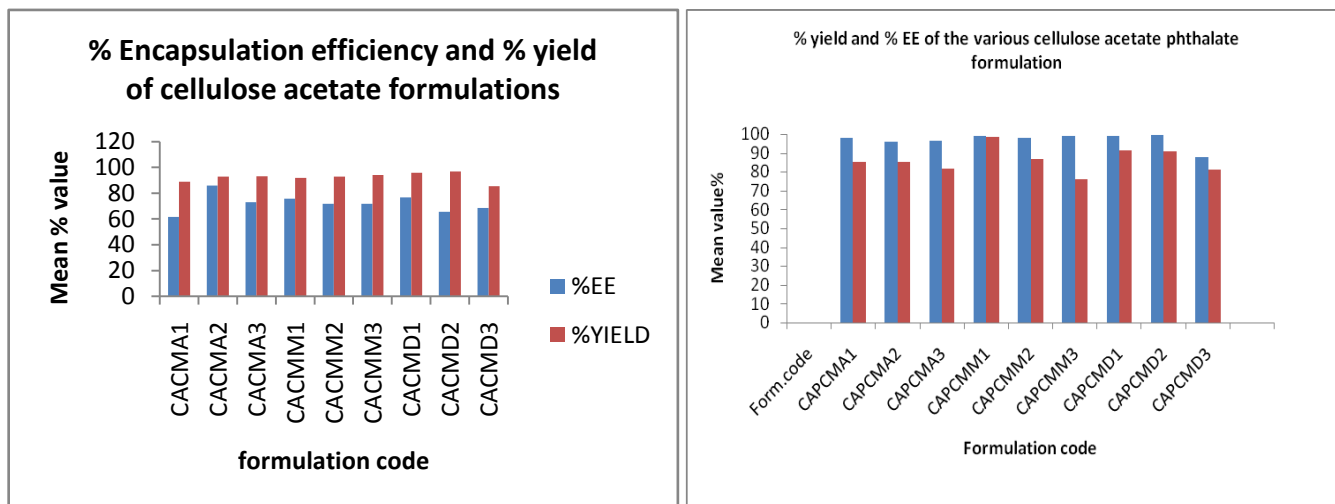 % Encapsulation efficiency and % yield
of cellulose acetate formulations
Mean % value
120
100
80
60
40
20
0
CACMA1
CACMA2
CACMA3
CACMM1
CACMM2
CACMM3
CACMD1
CACMD2
CACMD3
%EE
%YIELD
formulation code
% yield and % EE of the various cellulose acetate phthalate
formulation
Mean value%
100
90
80
70
60
50
40
30
20
10
0
Form.code
CAPCMA1
CAPCMA2
CAPCMA3
CAPCMM1
CAPCMM2
CAPCMM3
CAPCMD1
CAPCMD2
CAPCMD3
Formulation code